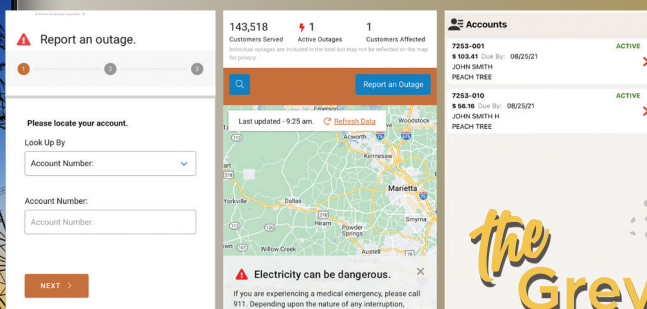 Report an outage.
1
2
3
Please locate your account.
Look Up By
Account Number:
Account Number:
Account Number:
NEXT >
143,518
Customers Served
1
Active Outages
1
Customers Affected
Individual outages are included in the total but may not be reflected on the map
for privacy.
Report an Outage
Emerson
Last updated - 9:25 am. Refresh Data
Woodstock
Acworth
Kennesaw
278
Marietta
Yorkville
Dallas
278
Hiram
Powder
Springs
Smyrna
120
101
Willow Creek
Austell
Electricity can be dangerous.
If you are experiencing a medical emergency, please call
911. Depending upon the nature of any interruption,
Accounts
7253-001
ACTIVE
$ 103.41 Due By: 08/25/21
JOHN SMITH
PEACH TREE
7253-010
ACTIVE
$ 56.16 Due By: 08/25/21
JOHN SMITH H
PEACH TREE
the
Grey